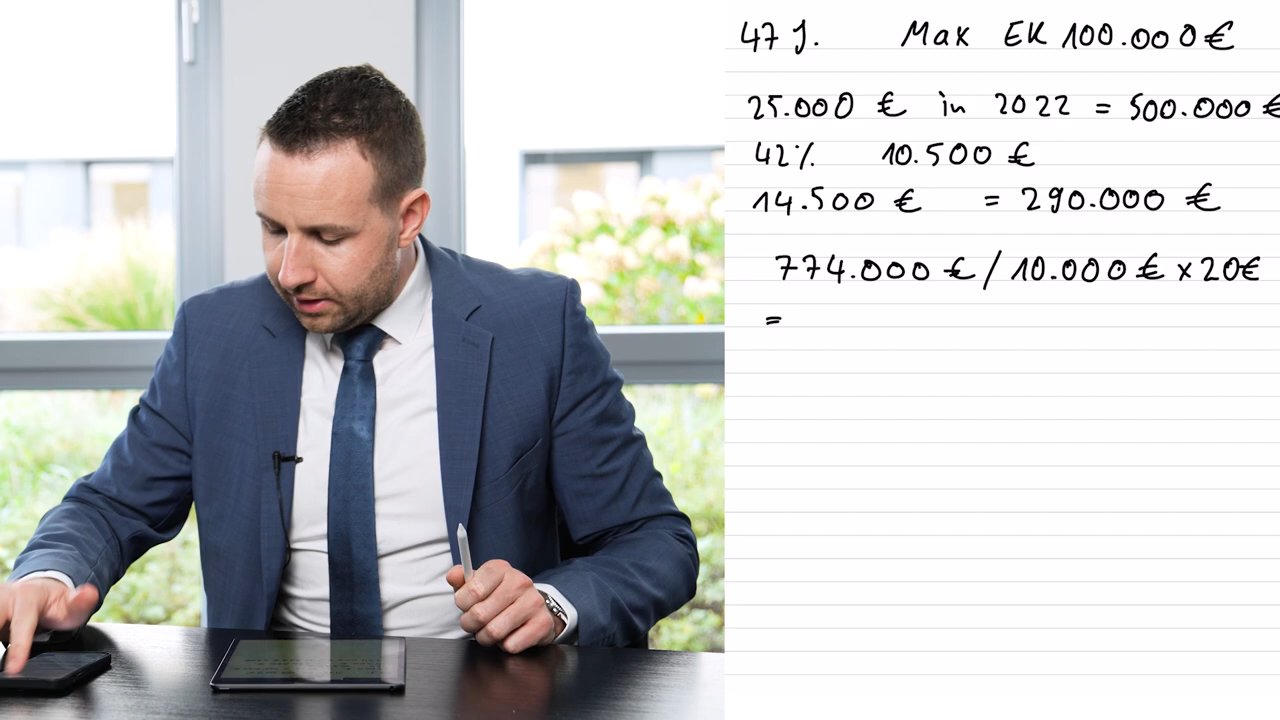 47 J. Max EK 100.000 €
25.000 € in 2022 = 500.000 €
42% 10.500 €
14.500 € = 290.000 €
774.000 € / 10.000 € x 20€
=